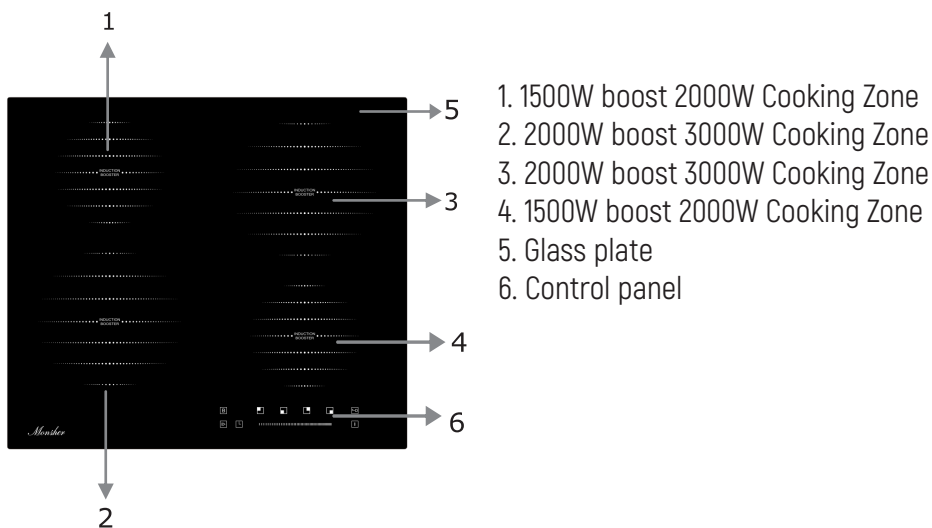 1
5
1. 1500W boost 2000W Cooking Zone
2. 2000W boost 3000W Cooking Zone
3. 2000W boost 3000W Cooking Zone
4. 1500W boost 2000W Cooking Zone
5. Glass plate
6. Control panel
INDUCTION
BOOSTER
INDUCTION
BOOSTER
3
INDUCTION
BOOSTER
INDUCTION
BOOSTER
4
B
6
Monsher
2